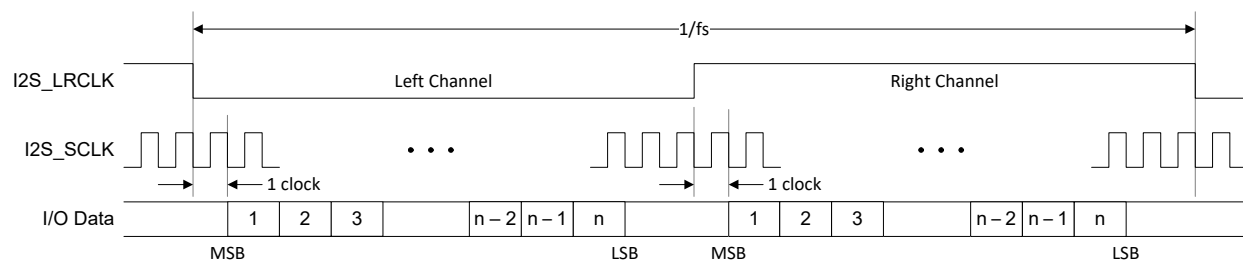 1/fs
I2S_LRCLK Left Channel Right Channel
I2S_SCLK • • • • • •
1 clock 1 clock
I/O Data 1 2 3 n – 2 n – 1 n 1 2 3 n – 2 n – 1 n
MSB LSB MSB LSB